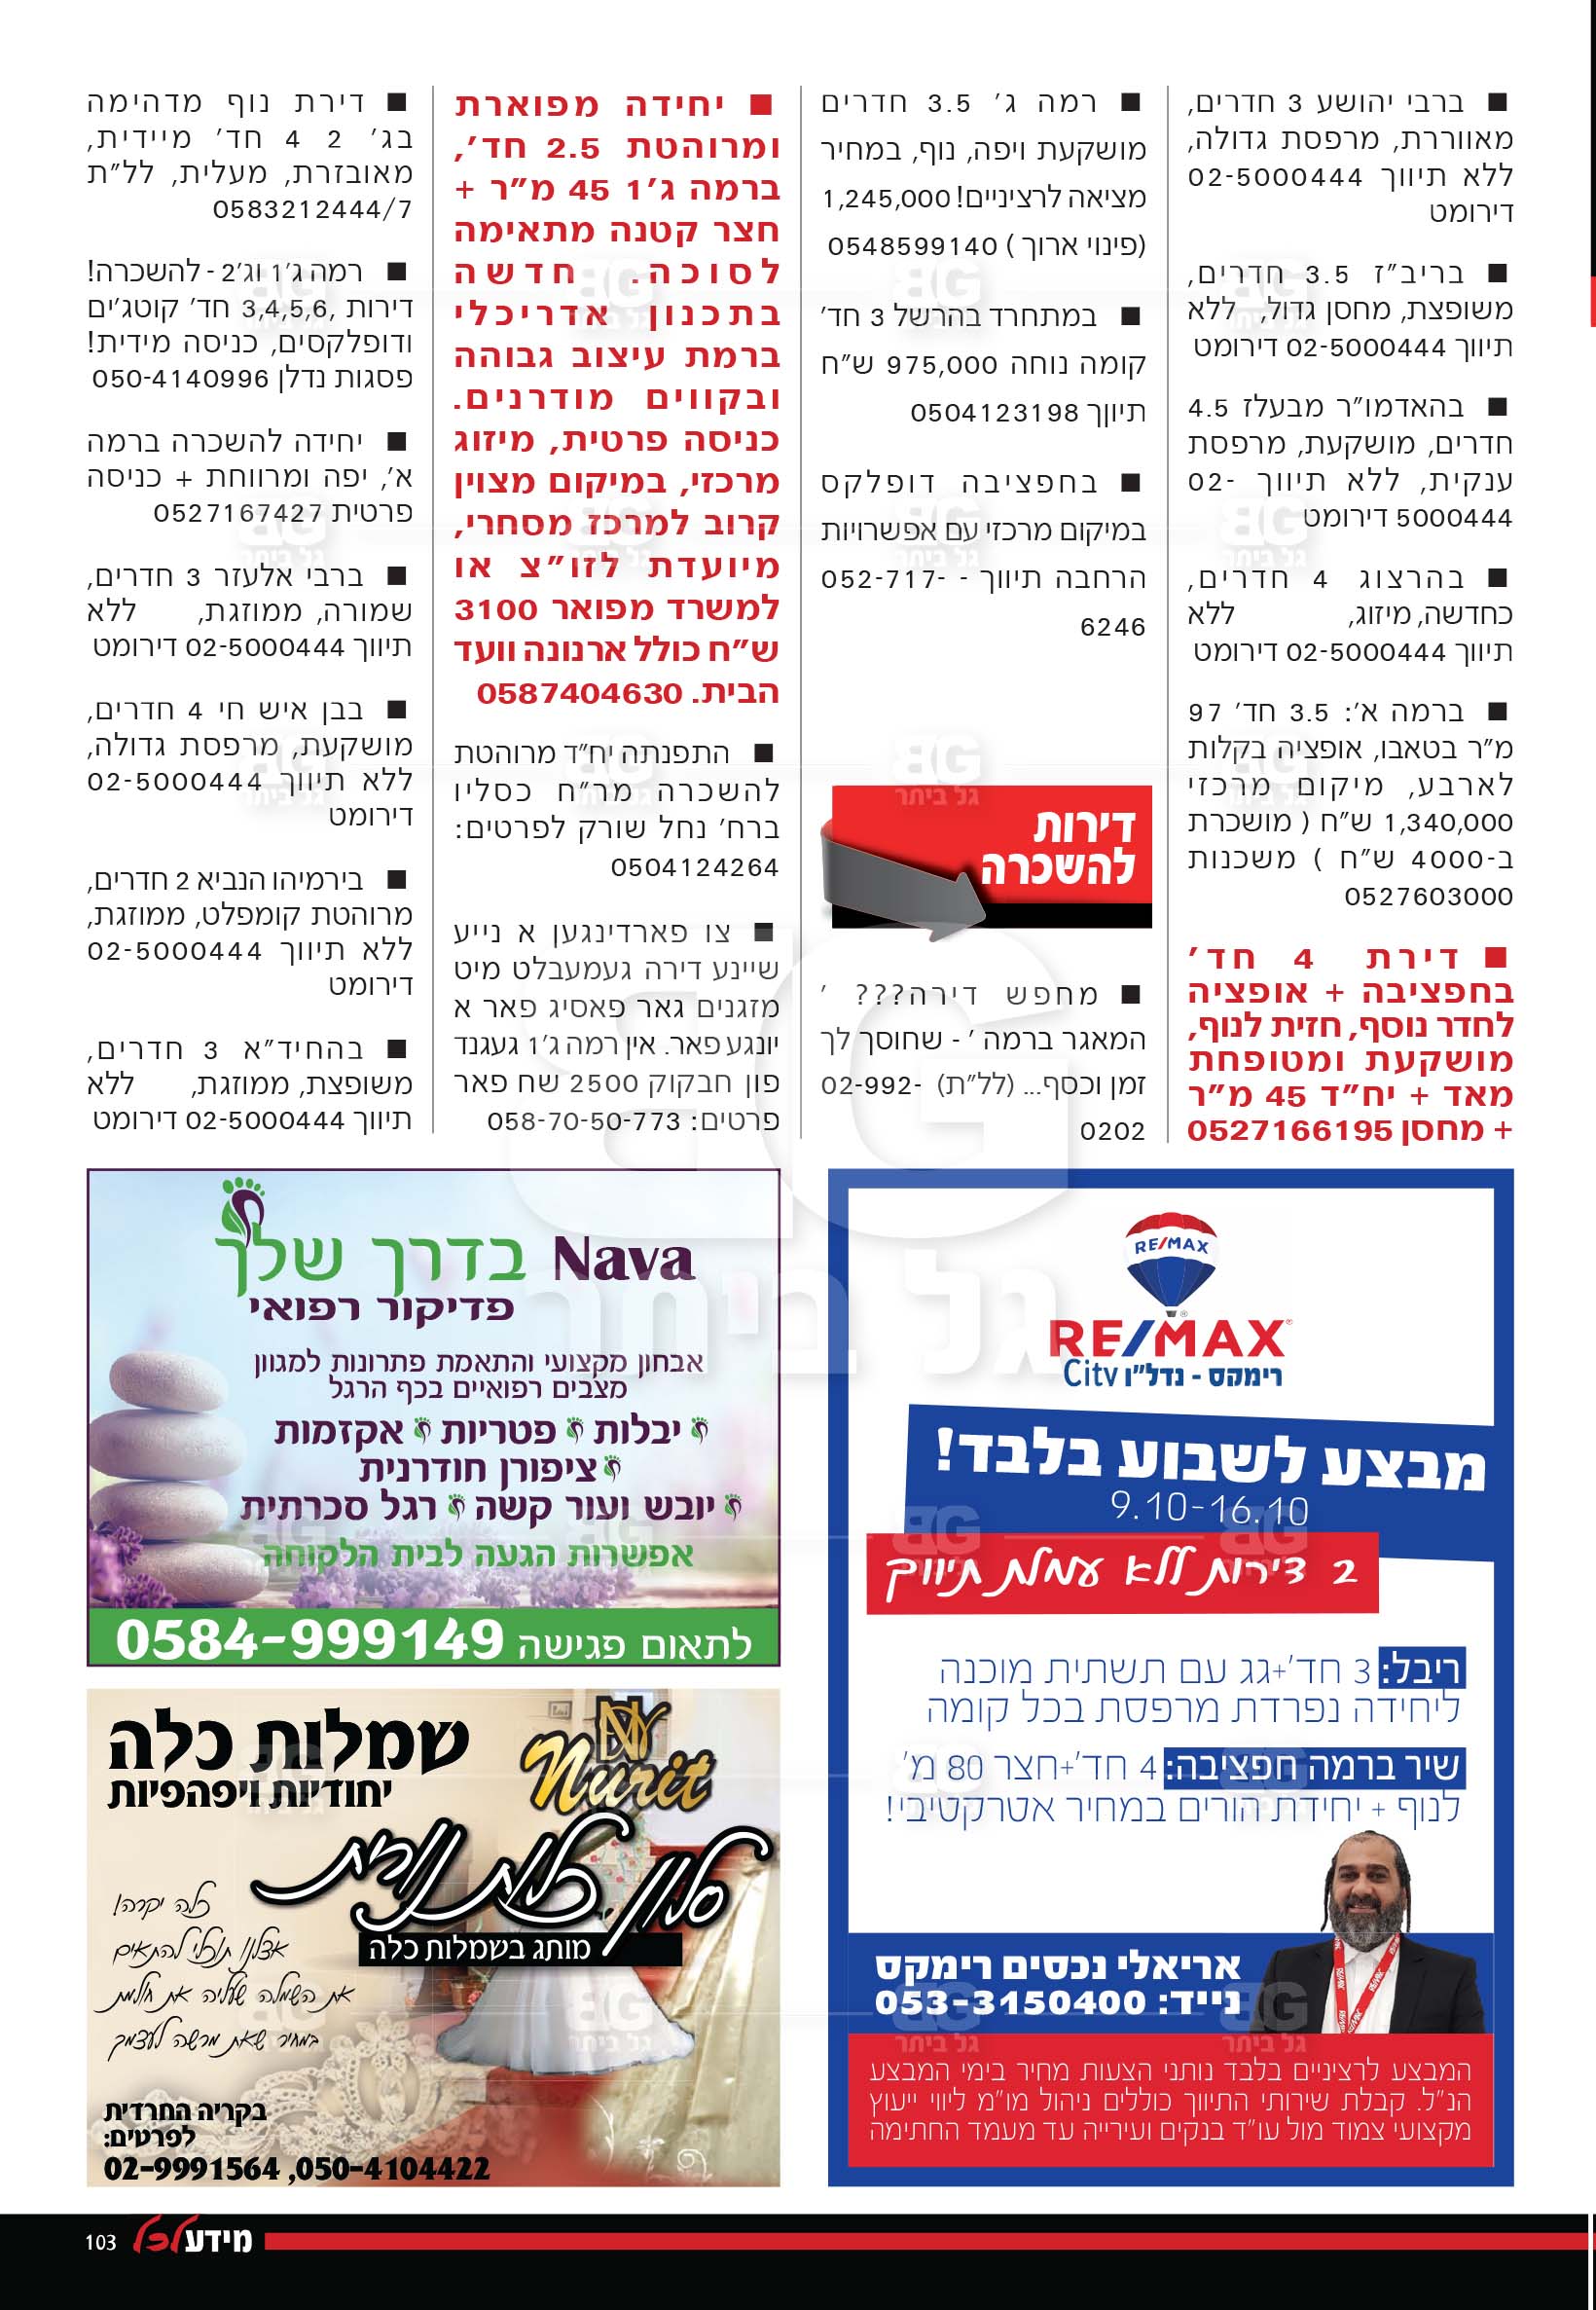 ■ ברבי יהושע 3 חדרים,
מאווררת, מרפסת גדולה,
ללא תיווך 02-5000444
דירומט
■ בריב"ז 3.5 חדרים,
משופצת, מחסן גדול, ללא
תיווך 02-5000444 דירומט
■ בהאדמו"ר מבעלז 4.5
חדרים, מושקעת, מרפסת
ענקית, ללא תיווך 02-
5000444 דירומט
■ בהרצוג 4 חדרים,
כחדשה, מיזוג, ללא
תיווך 02-5000444 דירומט
■ ברמה א': 3.5 חד' 97
מ"ר בטאבו, אופציה בקלות
לארבע, מיקום מרכזי
1,340,000 ש"ח ( מושכרת
ב-4000 ש"ח ) משכנות
0527603000
■ דירת 4 חד'
בחפציבה + אופציה
לחדר נוסף, חזית לנוף,
מושקעת ומטופחת
מאד + יח"ד 45 מ"ר
+ מחסן 0527166195
■ רמה ג' 3.5 חדרים
מושקעת ויפה, נוף, במחיר
מציאה לרציניים! 1,245,000
(פינוי ארוך ) 0548599140
■ במתחרד בהרשל 3 חד'
קומה נוחה 975,000 ש"ח
תיווך 0504123198
■ בחפציבה דופלקס
במיקום מרכזי עם אפשרויות
הרחבה תיווך - 052-717-
6246
דירות
להשכרה
■ מחפש דירה??? '
המאגר ברמה ' - שחוסך לך
זמן וכסף... (לל"ת) 02-992-
0202
■ יחידה מפוארת
ומרוהטת 2.5 חד',
ברמה ג'1 45 מ"ר +
חצר קטנה מתאימה
לסוכה. חדשה
בתכנון אדריכלי
ברמת עיצוב גבוהה
ובקווים מודרנים.
כניסה פרטית, מיזוג
מרכזי, במיקום מצוין
קרוב למרכז מסחרי,
מיועדת לזו"צ או
למשרד מפואר 3100
ש"ח כולל ארנונה וועד
הבית. 0587404630
■ התפנתה יח"ד מרוהטת
להשכרה מר"ח כסליו
ברח' נחל שורק לפרטים:
0504124264
■ צו פארדינגען א נייע
שיינע דירה געמעבלט מיט
מזגנים גאר פאסיג פאר א
יונגע פאר. אין רמה ג'1 געגנד
פון חבקוק 2500 שח פאר
פרטים: 058-70-50-773
■ דירת נוף מדהימה
בג' 2 4 חד' מיידית,
מאובזרת, מעלית, לל"ת
0583212444/7
■ רמה ג'1 וג'2 - להשכרה!
דירות 3,4,5,6, חד' קוטג'ים
ודופלקסים, כניסה מידית!
פסגות נדלן 050-4140996
■ יחידה להשכרה ברמה
א', יפה ומרווחת + כניסה
פרטית 0527167427
■ ברבי אלעזר 3 חדרים,
שמורה, ממוזגת, ללא
תיווך 02-5000444 דירומט
■ בבן איש חי 4 חדרים,
מושקעת, מרפסת גדולה,
ללא תיווך 02-5000444
דירומט
■ בירמיהו הנביא 2 חדרים,
מרוהטת קומפלט, ממוזגת,
ללא תיווך 02-5000444
דירומט
■ בהחיד"א 3 חדרים,
משופצת, ממוזגת, ללא
תיווך 02-5000444 דירומט
BG
גל ביתר
RE/MAX
RE/MAX
רימקס - נדל"ן City
מבצע לשבוע בלבד!
9.10-16.10
2 דירות ללא עמלת תיווך
ריבל: 3 חד'+גג עם תשתית מוכנה
ליחידה נפרדת מרפסת בכל קומה
שיר ברמה חפציבה: 4 חד'+חצר 80 מ'
לנוף + יחידת הורים במחיר אטרקטיבי!
אריאלי נכסים רימקס
נייד: 053-3150400
המבצע לרציניים בלבד נותני הצעות מחיר בימי המבצע
הנ"ל. קבלת שירותי התיווך כוללים ניהול מו"מ ליווי ייעוץ
מקצועי צמוד מול עו"ד בנקים ועירייה עד מעמד החתימה
Nava בדרך שלך
פדיקור רפואי
אבחון מקצועי והתאמת פתרונות למגוון
מצבים רפואיים בכף הרגל
יבלות פטריות אקזמות
ציפורן חודרנית
יובש ועור קשה רגל סכרתית
אפשרות הגעה לבית הלקוחה
לתאום פגישה 0584-999149
שמלות כלה
יחודיות ויפהפיות
Nurit
סלון כלות נורית
מותג בשמלות כלה
כלה יקרה!
אצלנו תוכלי להתאים
את השמלה שעליה את חולמת
במחיר שאת מרשה לעצמך
בקריה החרדית
לפרטים:
02-9991564 ,050-4104422
מידע לכל
103